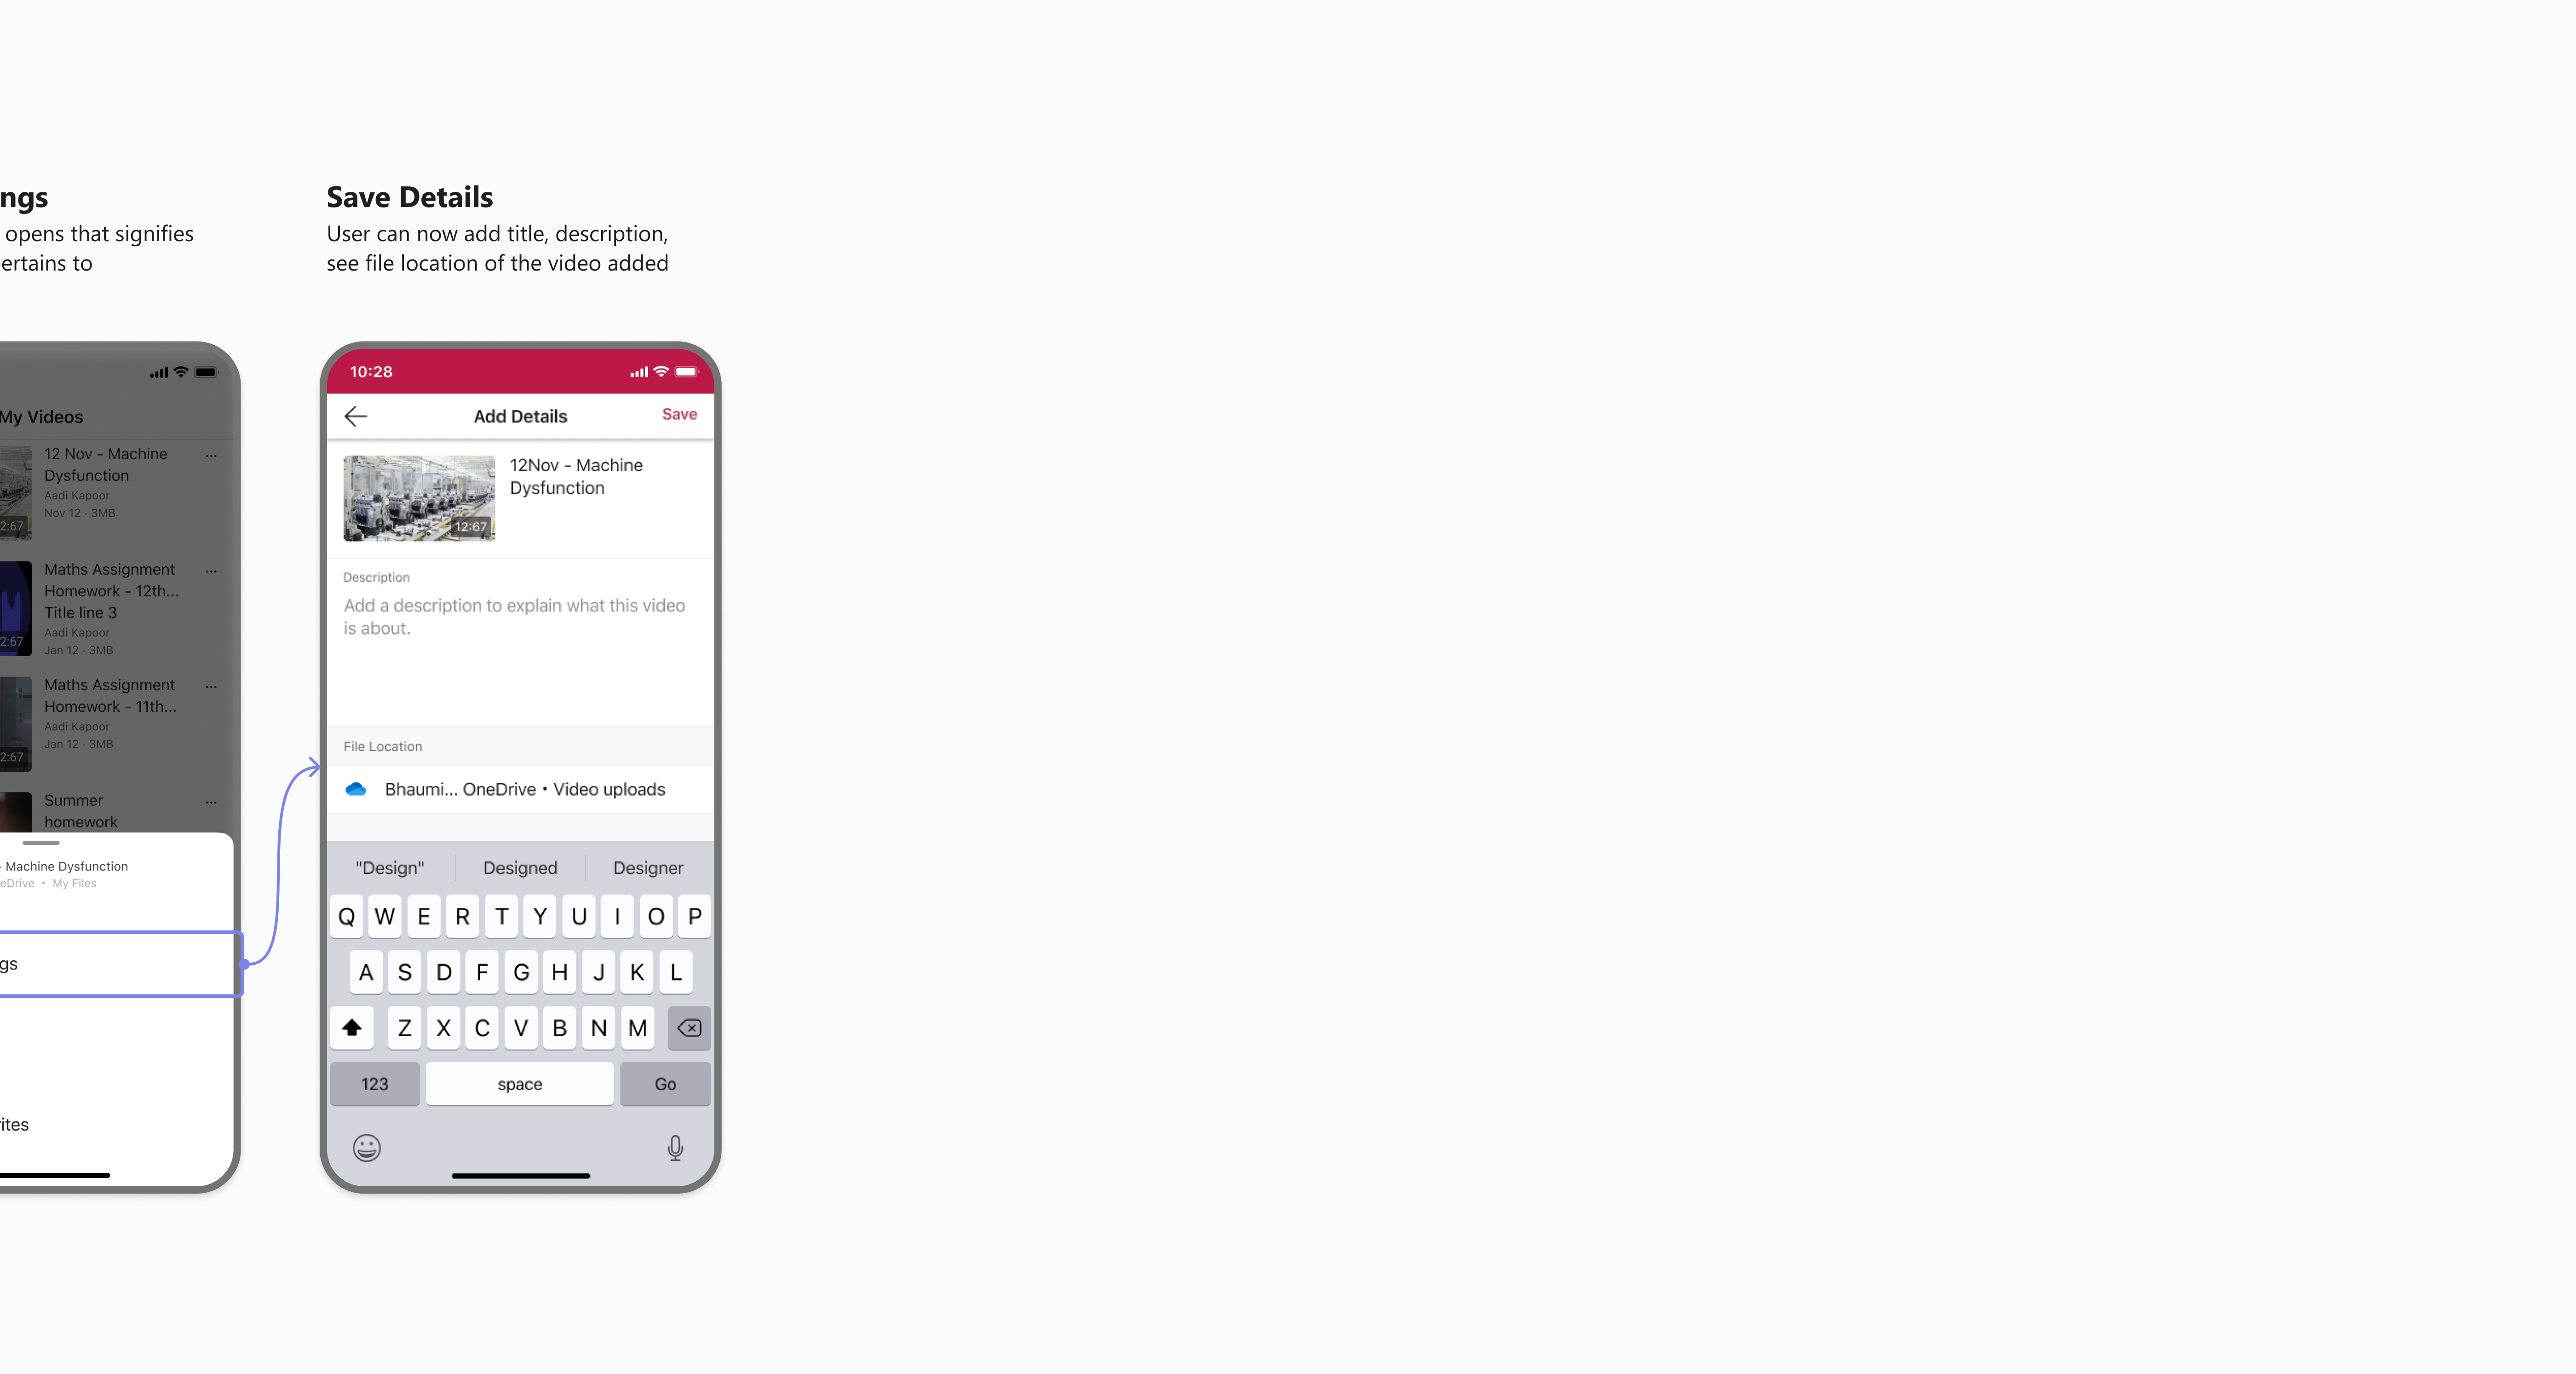 ngs
opens that signifies
ertains to
My Videos
12 Nov - Machine
Dysfunction
Aadi Kapoor
Nov 12 · 3MB
2:67
Maths Assignment
Homework - 12th...
Title line 3
Aadi Kapoor
Jan 12 · 3MB
2:67
Maths Assignment
Homework - 11th...
Aadi Kapoor
Jan 12 · 3MB
2:67
Summer
homework
- Machine Dysfunction
eDrive • My Files
gs
ites
Save Details
User can now add title, description,
see file location of the video added
10:28
Add Details
Save
12Nov - Machine
Dysfunction
12:67
Description
Add a description to explain what this video
is about.
File Location
Bhaumi... OneDrive • Video uploads
"Design" Designed Designer
Q W E R T Y U I O P
A S D F G H J K L
Z X C V B N M
123 space Go